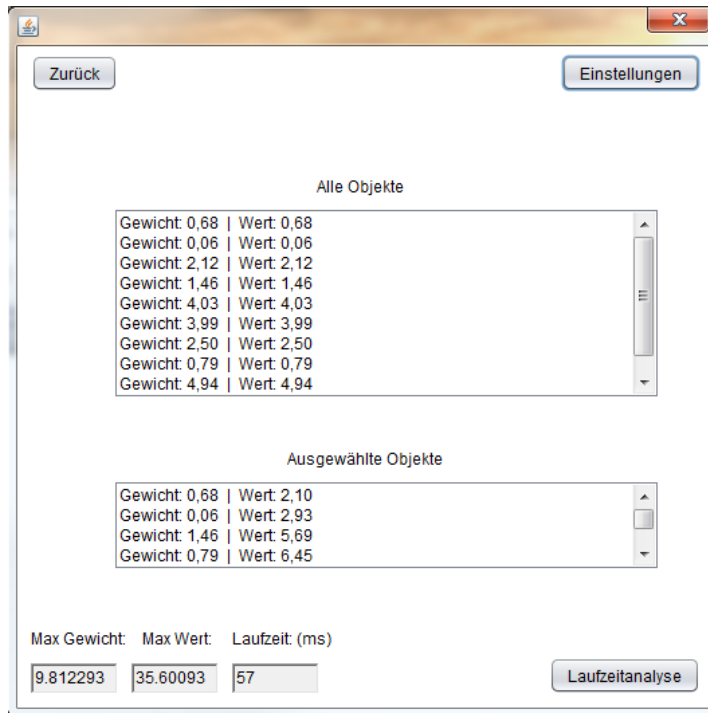 Zurück
Einstellungen
Alle Objekte
Gewicht: 0,68 | Wert: 0,68
Gewicht: 0,06 | Wert: 0,06
Gewicht: 2,12 | Wert: 2,12
Gewicht: 1,46 | Wert: 1,46
Gewicht: 4,03 | Wert: 4,03
Gewicht: 3,99 | Wert: 3,99
Gewicht: 2,50 | Wert: 2,50
Gewicht: 0,79 | Wert: 0,79
Gewicht: 4,94 | Wert: 4,94
Ausgewählte Objekte
Gewicht: 0,68 | Wert: 2,10
Gewicht: 0,06 | Wert: 2,93
Gewicht: 1,46 | Wert: 5,69
Gewicht: 0,79 | Wert: 6,45
Max Gewicht: Max Wert: Laufzeit: (ms)
9.812293 35.60093 57
Laufzeitanalyse